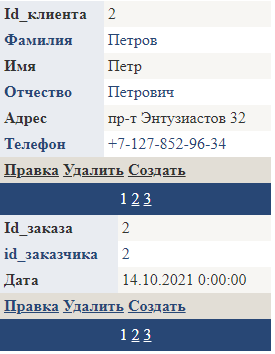 Id_клиента 2
Фамилия Петров
Имя Петр
Отчество Петрович
Адрес пр-т Энтузиастов 32
Телефон +7-127-852-96-34
Правка Удалить Создать
1 2 3
Id_заказа 2
id_заказчика 2
Дата 14.10.2021 0:00:00
Правка Удалить Создать
1 2 3